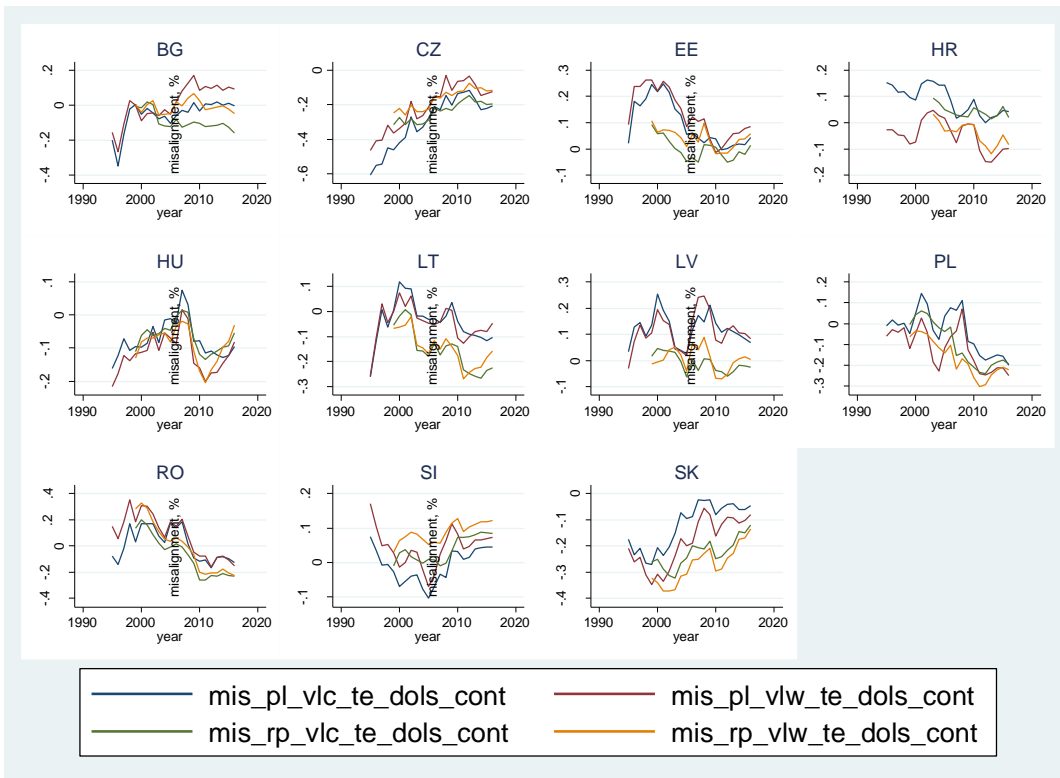 BG
.2
0
-.2
-.4
1990 2000 2010 2020
year
CZ
misalignment, %
0
-.2
-.4
-.6
1990 2000 2010 2020
year
EE
misalignment, %
.3
.2
.1
0
-.1
1990 2000 2010 2020
year
HR
misalignment, %
.2
.1
0
-.1
-.2
1990 2000 2010 2020
year
HU
.1
0
-.1
-.2
1990 2000 2010 2020
year
LT
misalignment, %
.1
0
-.1
-.2
-.3
1990 2000 2010 2020
year
LV
misalignment, %
.3
.2
.1
0
-.1
1990 2000 2010 2020
year
PL
misalignment, %
.2
.1
0
-.1
-.2
-.3
1990 2000 2010 2020
year
RO
.4
.2
0
-.2
-.4
1990 2000 2010 2020
year
SI
misalignment, %
.2
.1
0
-.1
1990 2000 2010 2020
year
SK
misalignment, %
0
-.1
-.2
-.3
-.4
1990 2000 2010 2020
year
mis_pl_vlc_te_dols_cont
mis_pl_vlw_te_dols_cont
mis_rp_vlc_te_dols_cont
mis_rp_vlw_te_dols_cont